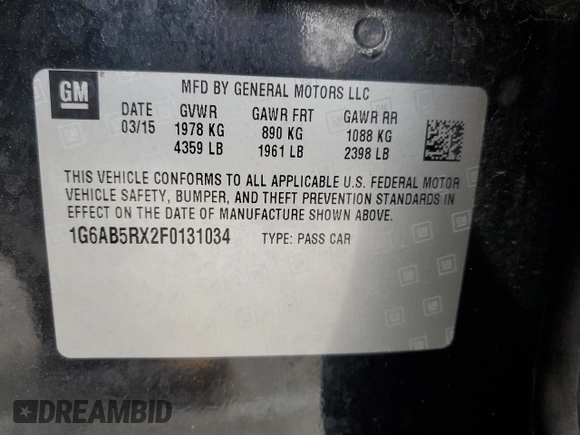 GM
MFD BY GENERAL MOTORS LLC
DATE GVWR GAWR FRT GAWR RR
03/15 1978 KG 890 KG 1088 KG
4359 LB 1961 LB 2398 LB
THIS VEHICLE CONFORMS TO ALL APPLICABLE U.S. FEDERAL MOTOR
VEHICLE SAFETY, BUMPER, AND THEFT PREVENTION STANDARDS IN
EFFECT ON THE DATE OF MANUFACTURE SHOWN ABOVE.
1G6AB5RX2F0131034 TYPE: PASS CAR
DREAMBID